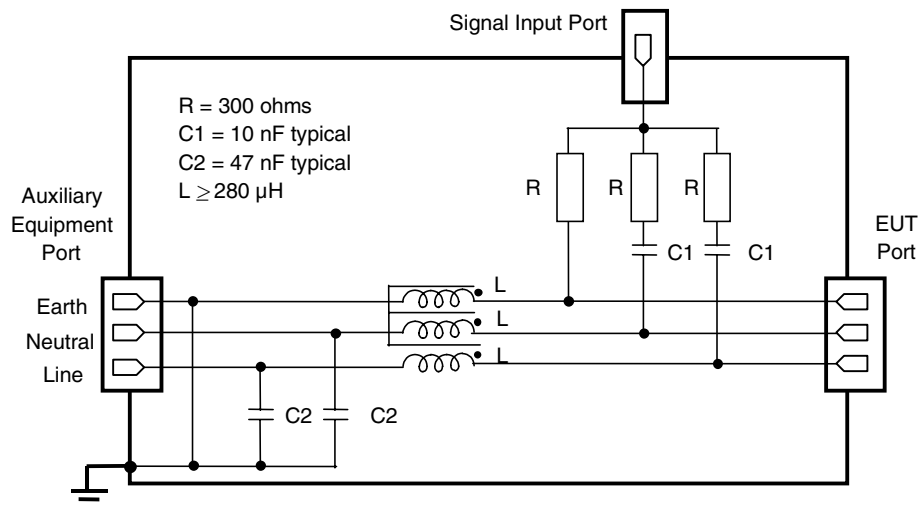 Signal Input Port
R = 300 ohms
C1 = 10 nF typical
C2 = 47 nF typical
L ≥ 280 μH
R
R
R
Auxiliary
Equipment
Port
EUT
Port
C1
C1
L
Earth
L
Neutral
L
Line
C2
C2